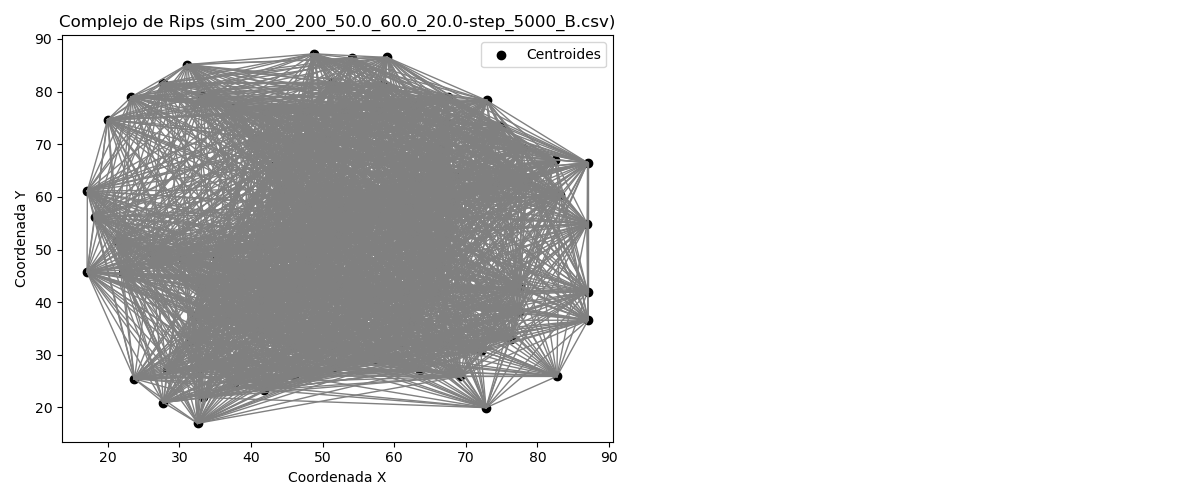 Complejo de Rips (sim_200_200_50.0_60.0_20.0-step_5000_B.csv)
Centroides
90
80
70
60
50
40
30
20
Coordenada Y
20 30 40 50 60 70 80 90
Coordenada X